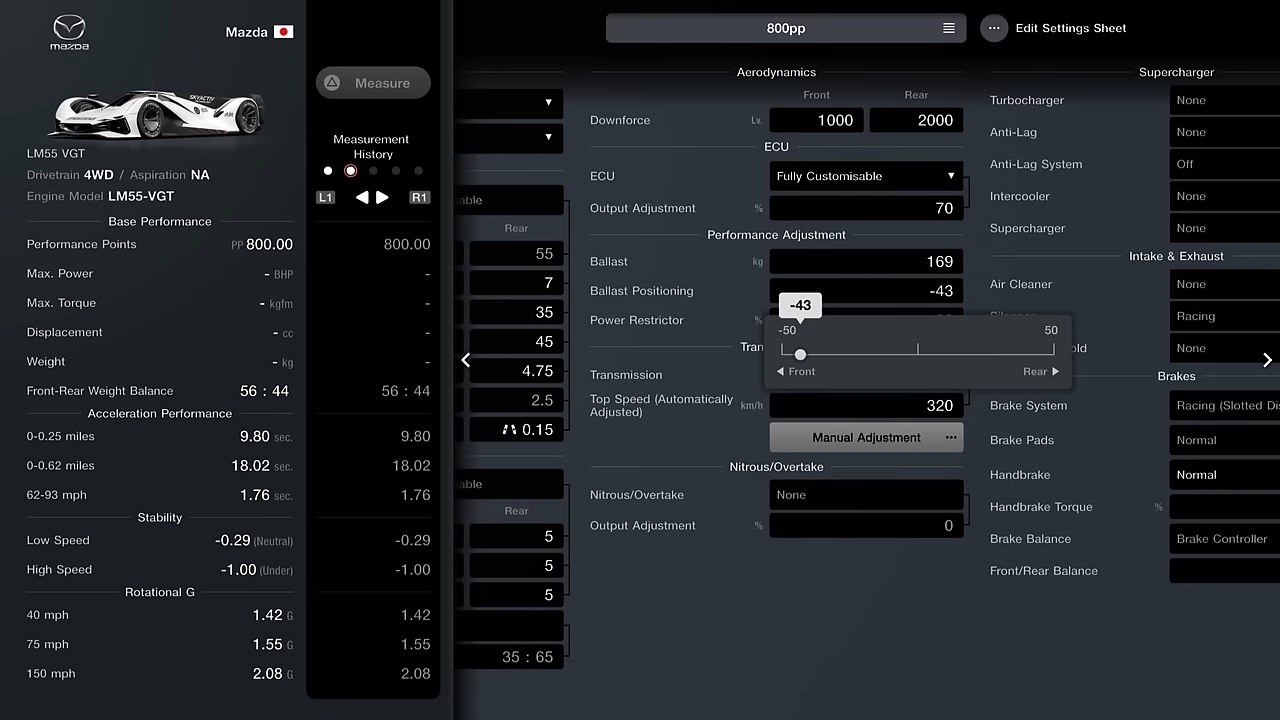 mazda
Mazda
LM55 VGT
Drivetrain 4WD / Aspiration NA
Engine Model LM55-VGT
Base Performance
Performance Points PP 800.00
Max. Power - BHP
Max. Torque - kgfm
Displacement - cc
Weight - kg
Front-Rear Weight Balance 56 : 44
Acceleration Performance
0-0.25 miles 9.80 sec.
0-0.62 miles 18.02 sec.
62-93 mph 1.76 sec.
Stability
Low Speed -0.29 (Neutral)
High Speed -1.00 (Under)
Rotational G
40 mph 1.42 G
75 mph 1.55 G
150 mph 2.08 G
Measure
Measurement
History
L1 R1
800.00
-
-
-
-
56 : 44
9.80
18.02
1.76
-0.29
-1.00
1.42
1.55
2.08
Rear
55
7
35
45
4.75
2.5
0.15
Rear
5
5
5
35 : 65
800pp
Edit Settings Sheet
Aerodynamics
Front Rear
Downforce Lv. 1000 2000
ECU
ECU Fully Customisable
Output Adjustment % 70
Performance Adjustment
Ballast kg 169
Ballast Positioning -43
Power Restrictor %
-43
-50 50
Front Rear
Transmission
Top Speed (Automatically
Adjusted) km/h 320
Manual Adjustment
Nitrous/Overtake
Nitrous/Overtake None
Output Adjustment % 0
Supercharger
Turbocharger None
Anti-Lag None
Anti-Lag System Off
Intercooler None
Supercharger None
Intake & Exhaust
Air Cleaner None
Racing
None
Brakes
Brake System Racing (Slotted Di
Brake Pads Normal
Handbrake Normal
Handbrake Torque %
Brake Balance Brake Controller
Front/Rear Balance